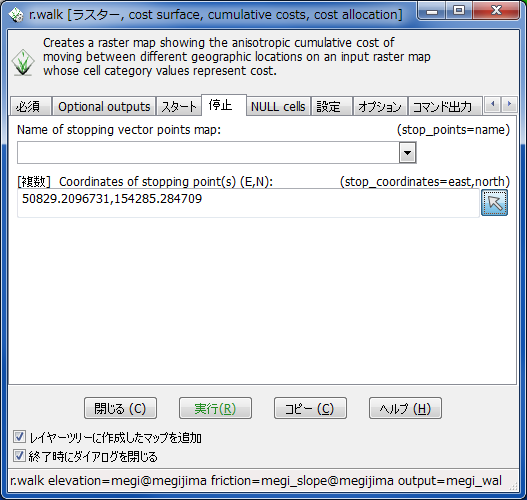 r.walk [ラスター, cost surface, cumulative costs, cost allocation]
Creates a raster map showing the anisotropic cumulative cost of
moving between different geographic locations on an input raster map
whose cell category values represent cost.
必須 Optional outputs スタート 停止 NULL cells 設定 オプション コマンド出力
Name of stopping vector points map: (stop_points=name)
[複数] Coordinates of stopping point(s) (E,N): (stop_coordinates=east,north)
50829.2096731,154285.284709
閉じる (C) 実行(R) コピー (C) ヘルプ (H)
レイヤーツリーに作成したマップを追加
終了時にダイアログを閉じる
r.walk elevation=megi@megijima friction=megi_slope@megijima output=megi_wal